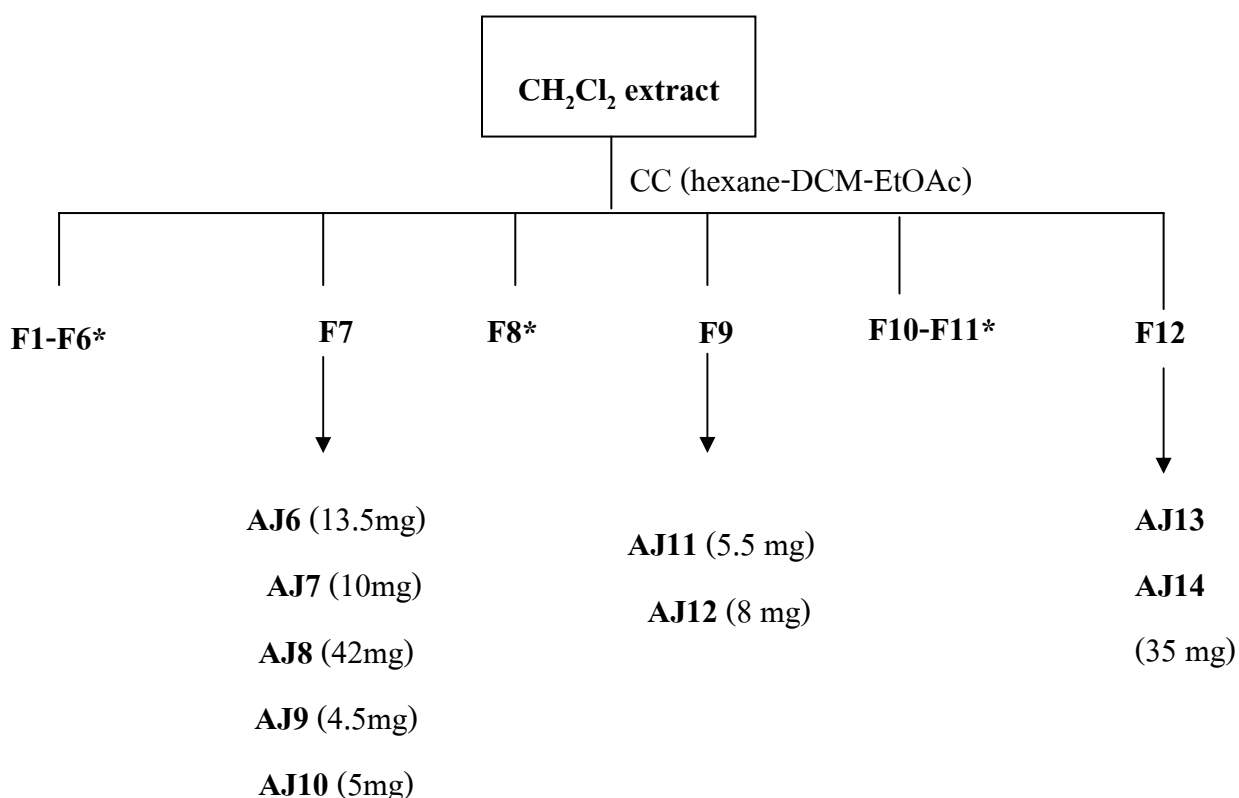 CH₂Cl₂ extract
CC (hexane-DCM-EtOAc)
F1-F6*
F7
F8*
F9
F10-F11*
F12
AJ6 (13.5mg)
AJ7 (10mg)
AJ8 (42mg)
AJ9 (4.5mg)
AJ10 (5mg)
AJ11 (5.5 mg)
AJ12 (8 mg)
AJ13
AJ14
(35 mg)